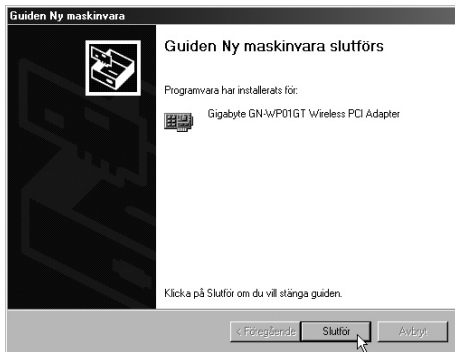 Guiden Ny maskinvara
Guiden Ny maskinvara slutförs
Programvara har installerats för:
Gigabyte GN-WP01GT Wireless PCI Adapter
Klicka på Slutför om du vill stänga guiden.
< Föregående Slutför Avbryt